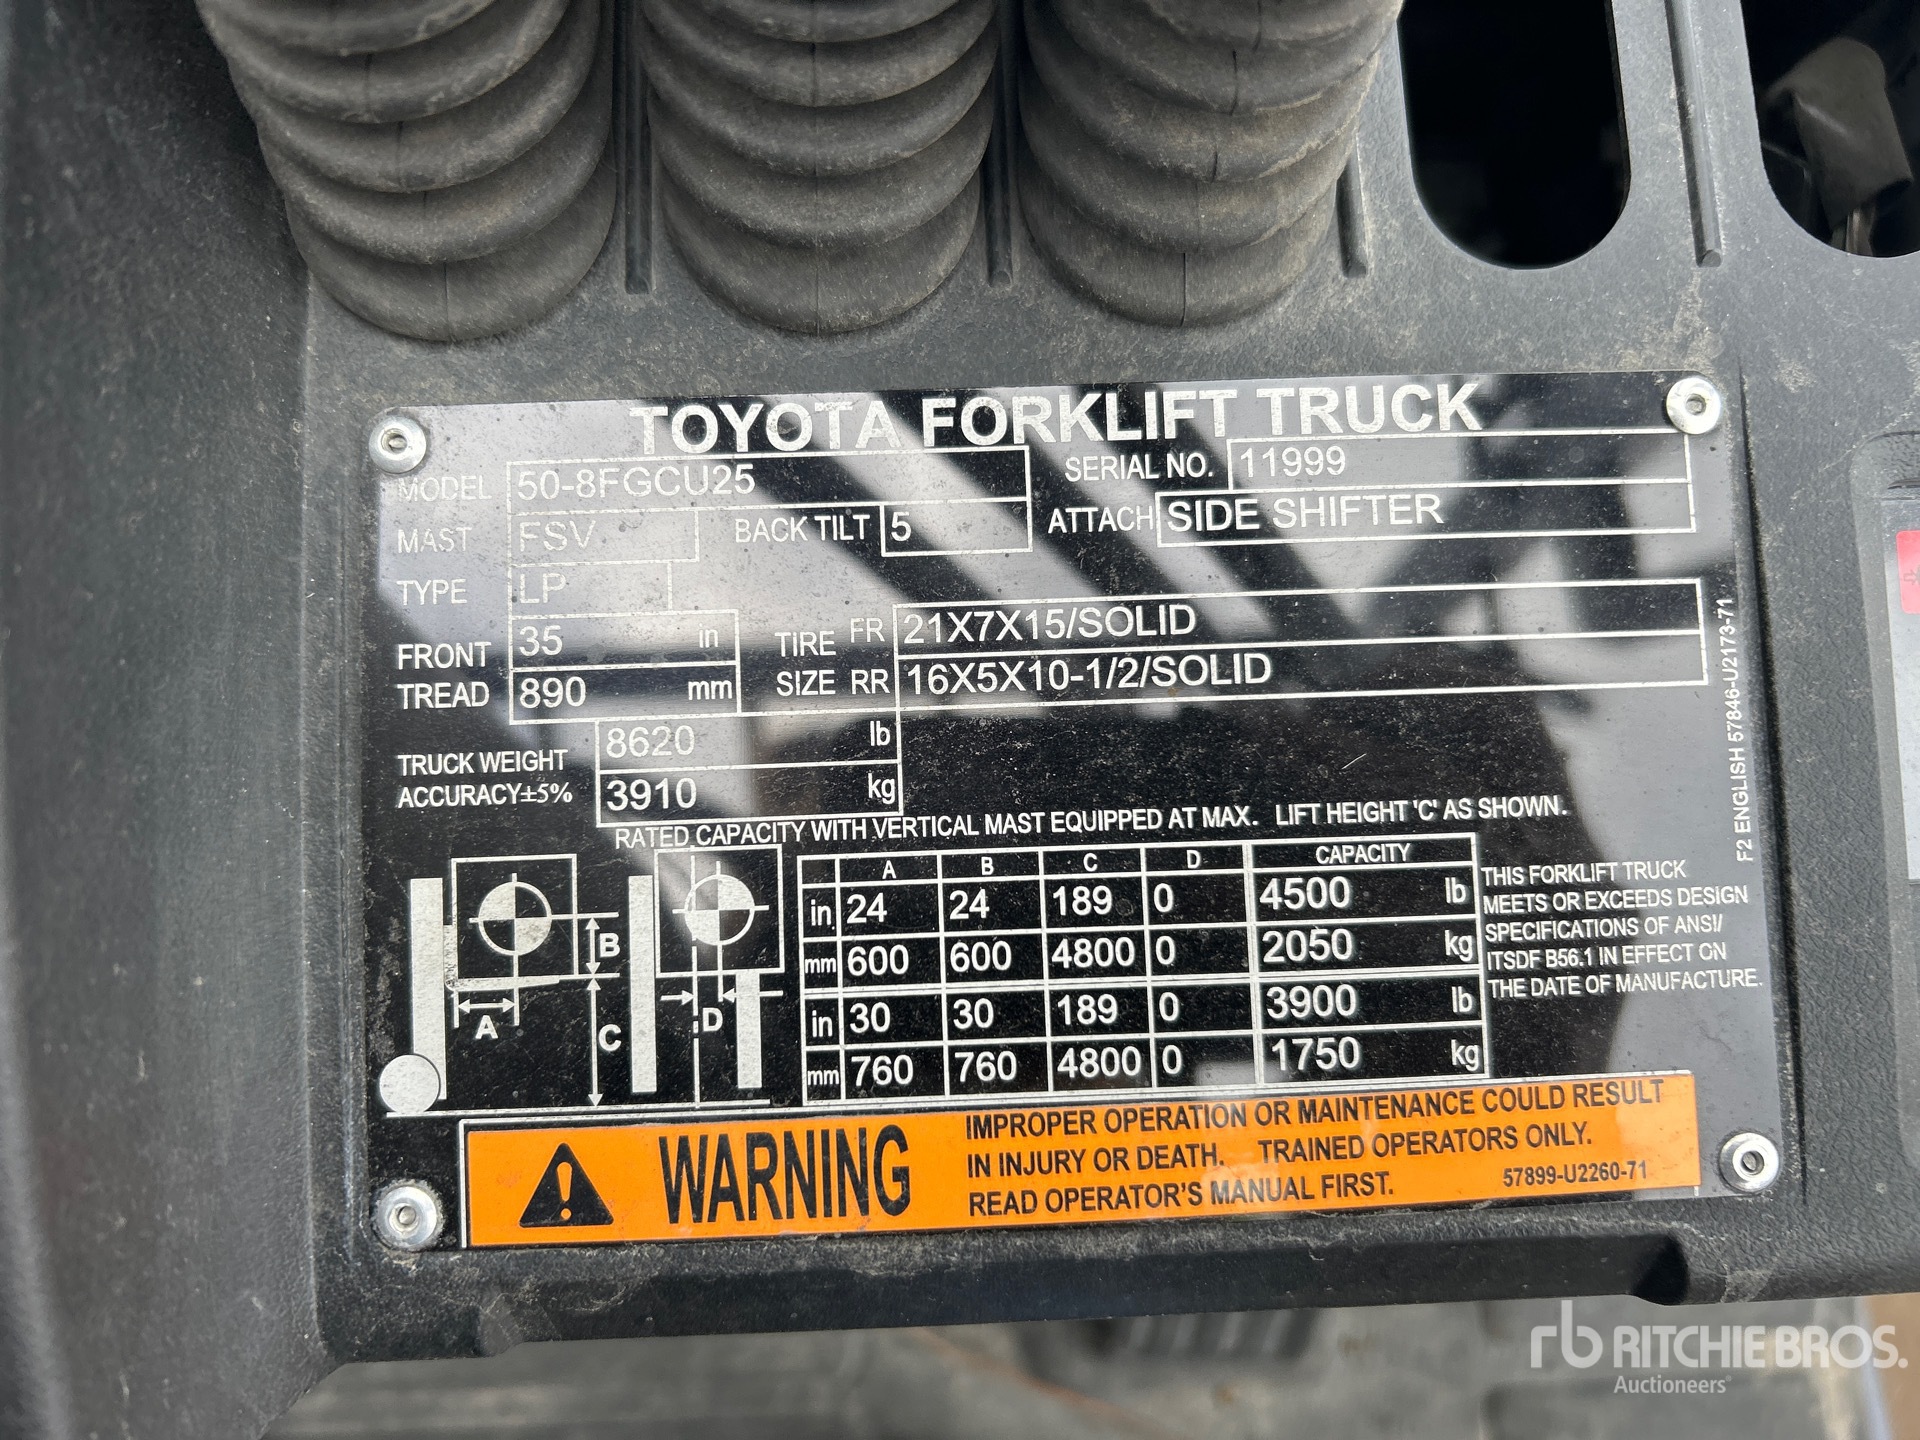 TOYOTA FORKLIFT TRUCK
MODEL 50-8FGCU25 SERIAL NO. 11999
MAST FSV BACK TILT 5 ATTACH SIDE SHIFTER
TYPE LP
FRONT TREAD 35 in TIRE SIZE FR 21X7X15/SOLID
890 mm RR 16X5X10-1/2/SOLID
TRUCK WEIGHT 8620 lb
ACCURACY±5% 3910 kg
RATED CAPACITY WITH VERTICAL MAST EQUIPPED AT MAX. LIFT HEIGHT 'C' AS SHOWN.
A B C D CAPACITY
in 24 24 189 0 4500 lb
mm 600 600 4800 0 2050 kg
in 30 30 189 0 3900 lb
mm 760 760 4800 0 1750 kg
B
A
C
D
THIS FORKLIFT TRUCK
MEETS OR EXCEEDS DESIGN
SPECIFICATIONS OF ANSI/
ITSDF B56.1 IN EFFECT ON
THE DATE OF MANUFACTURE.
F2 ENGLISH 57846-U2173-71
WARNING
IMPROPER OPERATION OR MAINTENANCE COULD RESULT
IN INJURY OR DEATH. TRAINED OPERATORS ONLY.
READ OPERATOR'S MANUAL FIRST. 57899-U2260-71
rb RITCHIE BROS.
Auctioneers